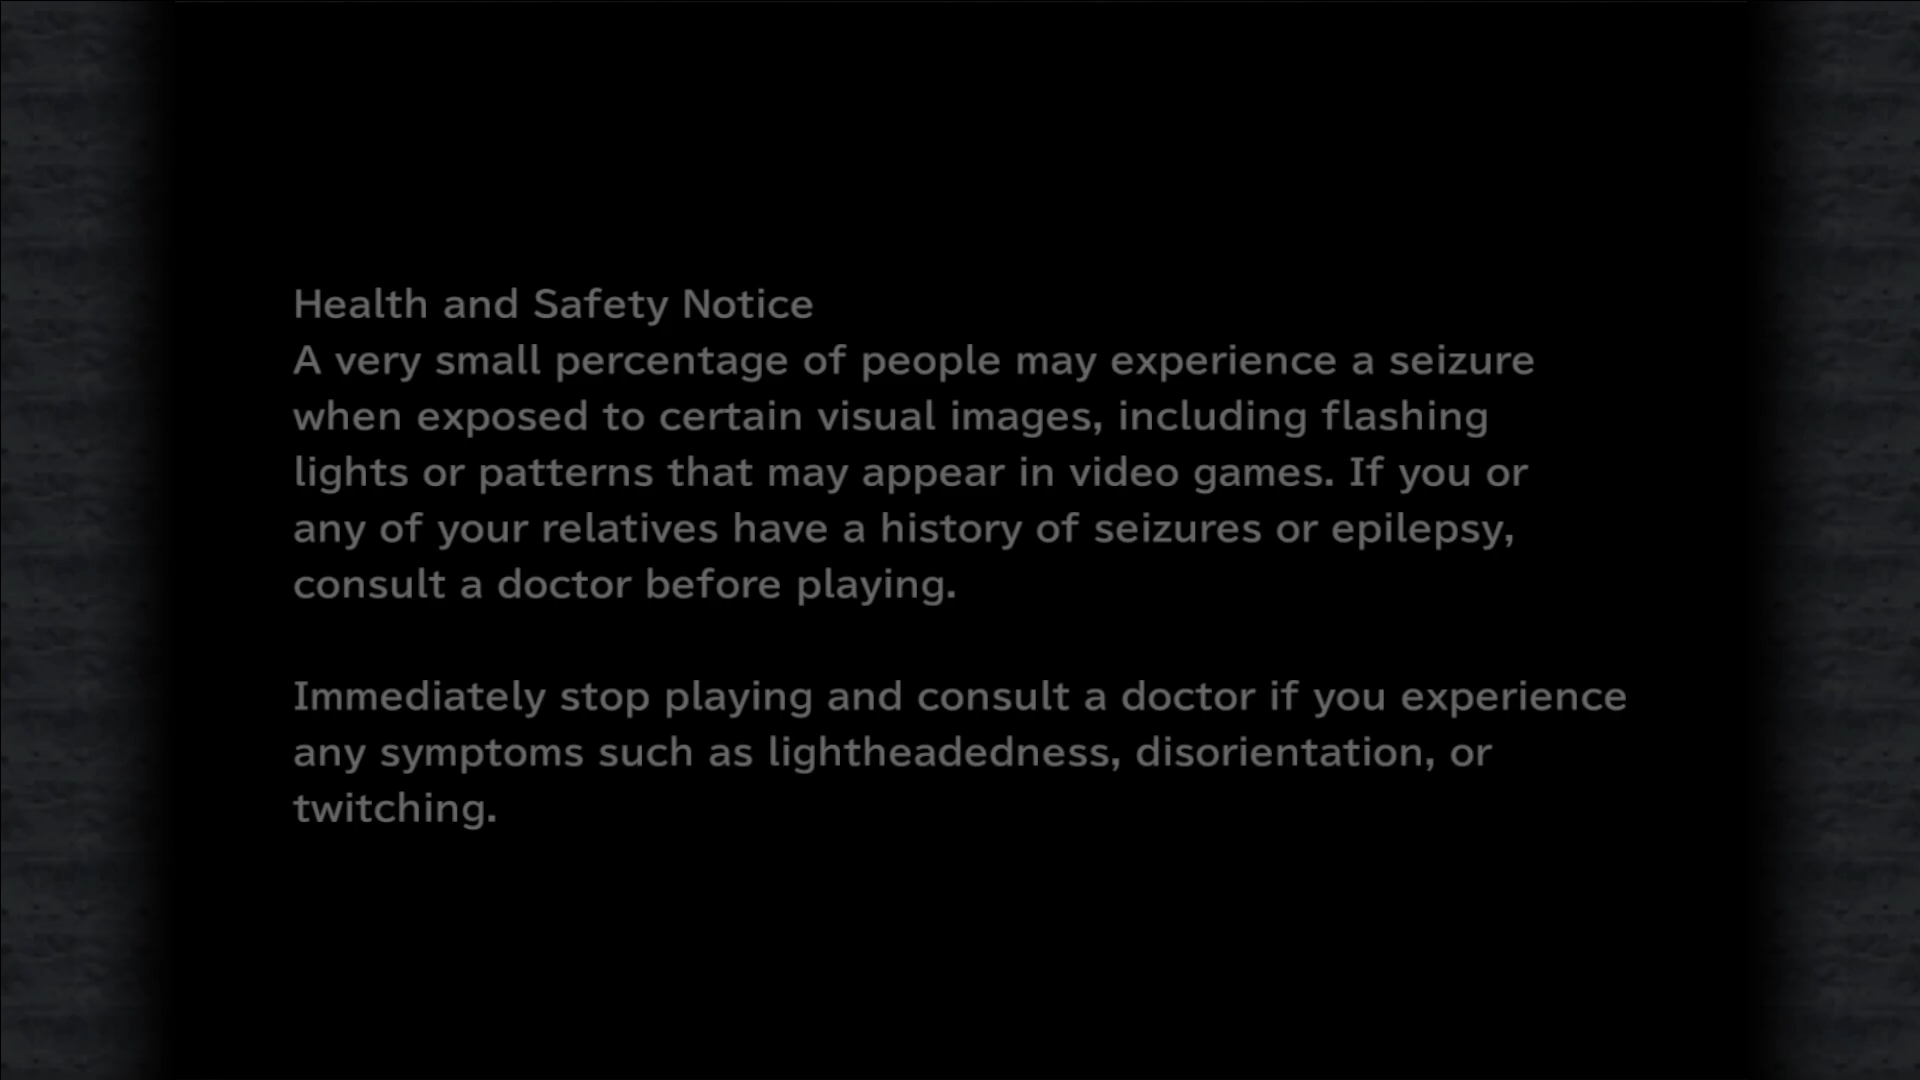 Health and Safety Notice
A very small percentage of people may experience a seizure
when exposed to certain visual images, including flashing
lights or patterns that may appear in video games. If you or
any of your relatives have a history of seizures or epilepsy,
consult a doctor before playing.
Immediately stop playing and consult a doctor if you experience
any symptoms such as lightheadedness, disorientation, or
twitching.